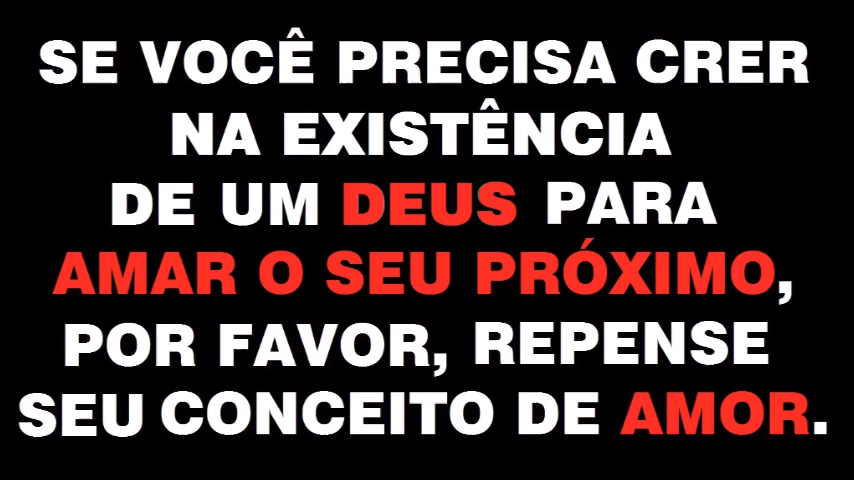 SE VOCÊ PRECISA CRER
NA EXISTÊNCIA
DE UM DEUS PARA
AMAR O SEU PRÓXIMO,
POR FAVOR, REPENSE
SEU CONCEITO DE AMOR.